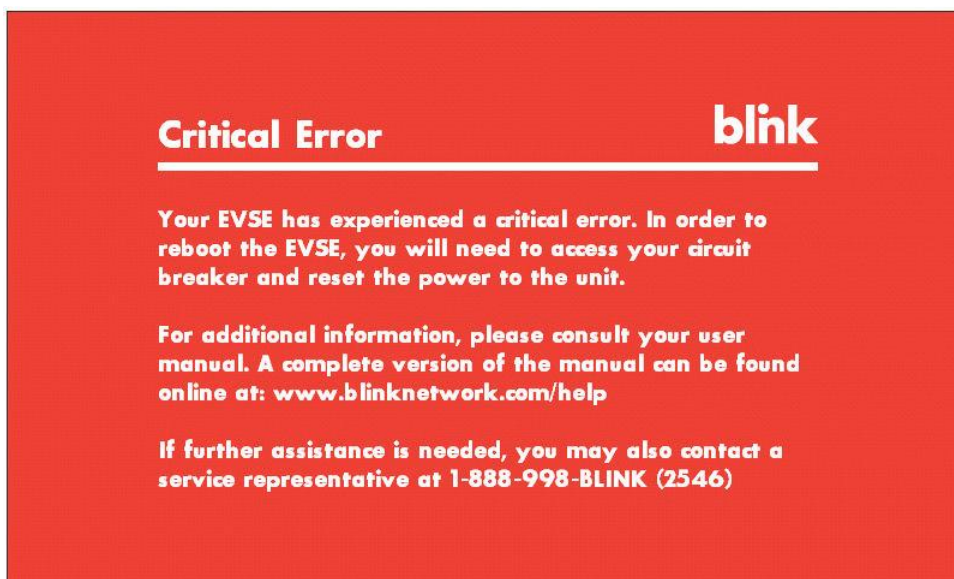 Critical Error
blink
Your EVSE has experienced a critical error. In order to
reboot the EVSE, you will need to access your circuit
breaker and reset the power to the unit.
For additional information, please consult your user
manual. A complete version of the manual can be found
online at: www.blinknetwork.com/help
If further assistance is needed, you may also contact a
service representative at 1-888-998-BLINK (2546)